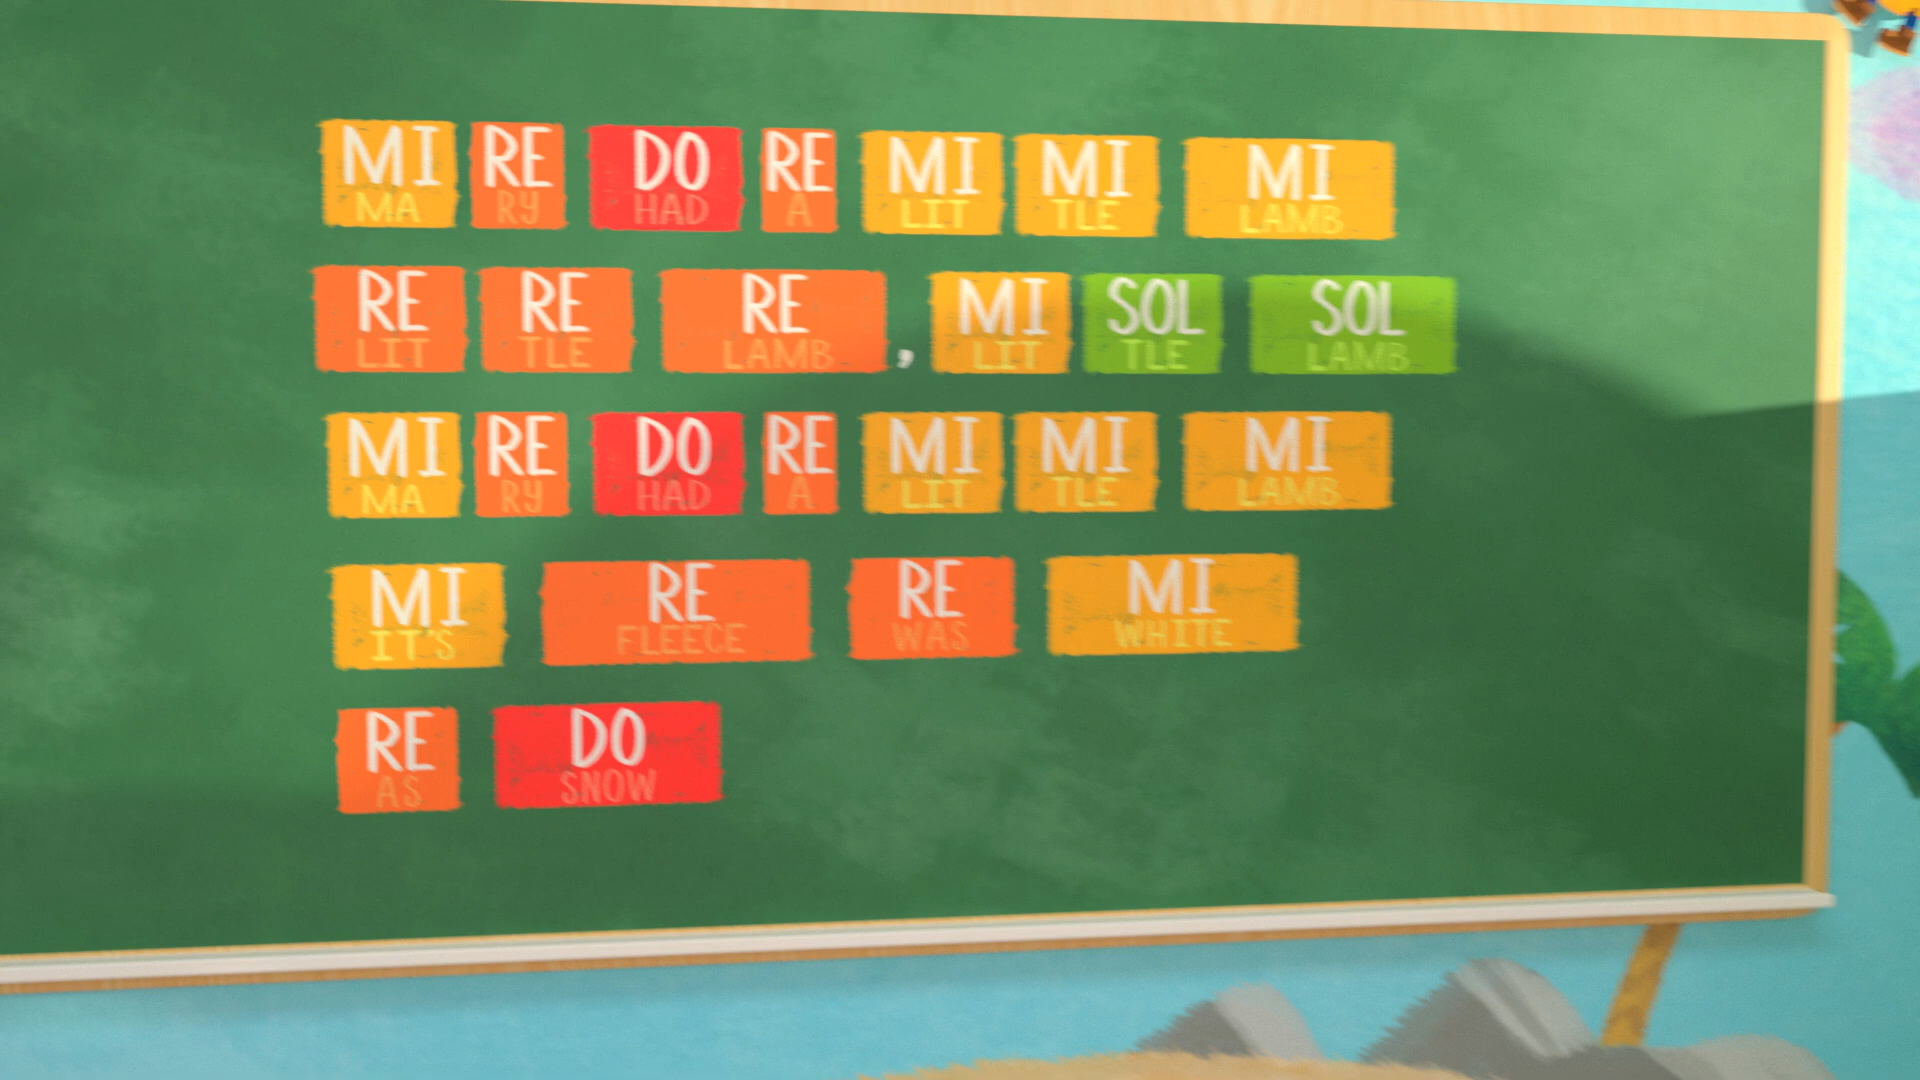 MI RE DO RE MI MI MI
MA RY HAD A LIT TLE LAMB
RE RE RE , MI SOL SOL
LIT TLE LAMB LIT TLE LAMB
MI RE DO RE MI MI MI
MA RY HAD A LIT TLE LAMB
MI RE RE MI
IT'S FLEECE WAS WHITE
RE DO
AS SNOW